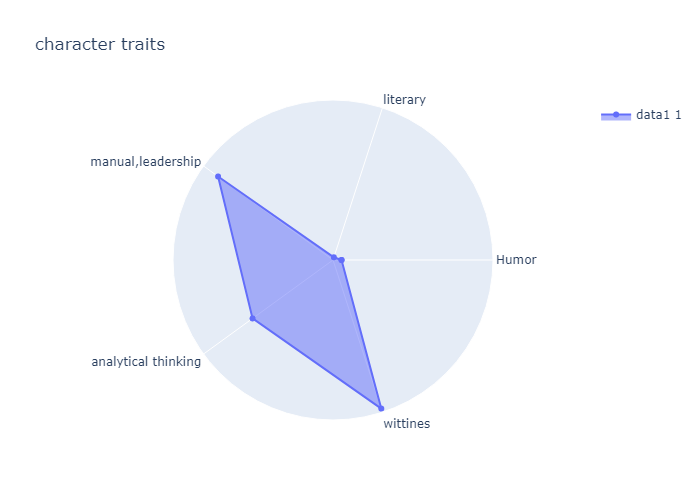 character traits
literary
data1 1
manual,leadership
Humor
analytical thinking
wittines